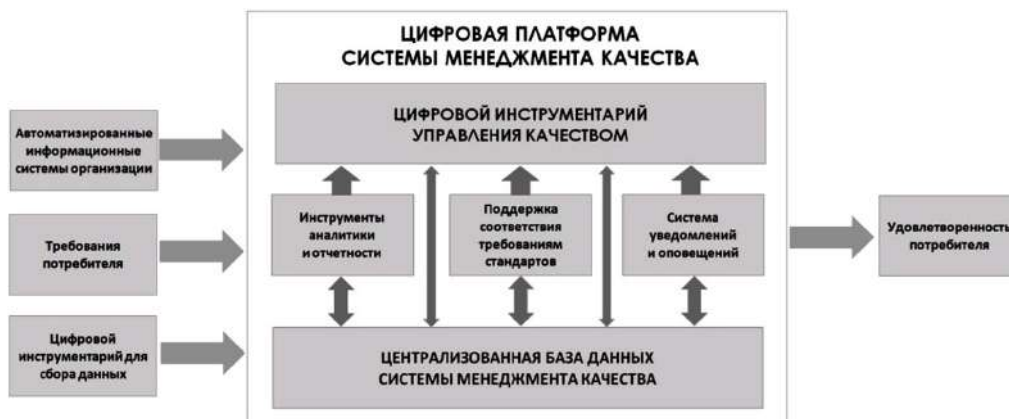 ЦИФРОВАЯ ПЛАТФОРМА
СИСТЕМЫ МЕНЕДЖМЕНТА КАЧЕСТВА
ЦИФРОВОЙ ИНСТРУМЕНТАРИЙ
УПРАВЛЕНИЯ КАЧЕСТВОМ
Автоматизированные
информационные
системы организации
Требования
потребителя
Цифровой
инструментарий для
сбора данных
Инструменты
аналитики
и отчетности
Поддержка
соответствия
требованиям
стандартов
Система
уведомлений
и оповещений
Удовлетворенность
потребителя
ЦЕНТРАЛИЗОВАННАЯ БАЗА ДАННЫХ
СИСТЕМЫ МЕНЕДЖМЕНТА КАЧЕСТВА